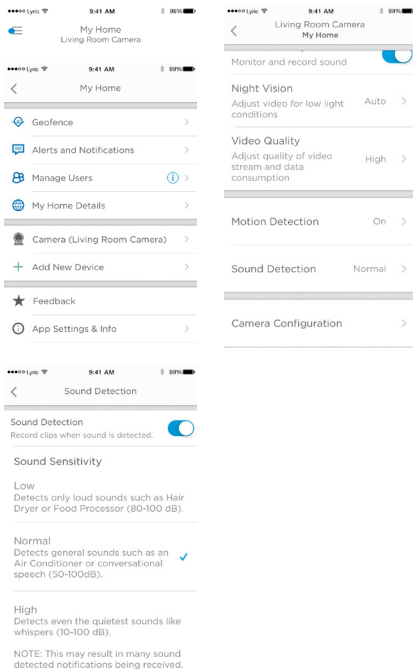 ●●●○○ Lyric 9:41 AM 99%
My Home
Living Room Camera
●●●○○ Lyric 9:41 AM 99%
My Home
Geofence
Alerts and Notifications
Manage Users
My Home Details
Camera (Living Room Camera)
Add New Device
Feedback
App Settings & Info
●●●○○ Lyric 9:41 AM 99%
Sound Detection
Sound Detection
Record clips when sound is detected.
Sound Sensitivity
Low
Detects only loud sounds such as Hair
Dryer or Food Processor (80-100 dB).
Normal
Detects general sounds such as an
Air Conditioner or conversational
speech (50-100dB).
High
Detects even the quietest sounds like
whispers (10-100 dB).
NOTE: This may result in many sound
detected notifications being received.
●●●○○ Lyric 9:41 AM 99%
Living Room Camera
My Home
Monitor and record sound
Night Vision
Adjust video for low light
conditions
Auto
Video Quality
Adjust quality of video
stream and data
consumption
High
Motion Detection On
Sound Detection Normal
Camera Configuration